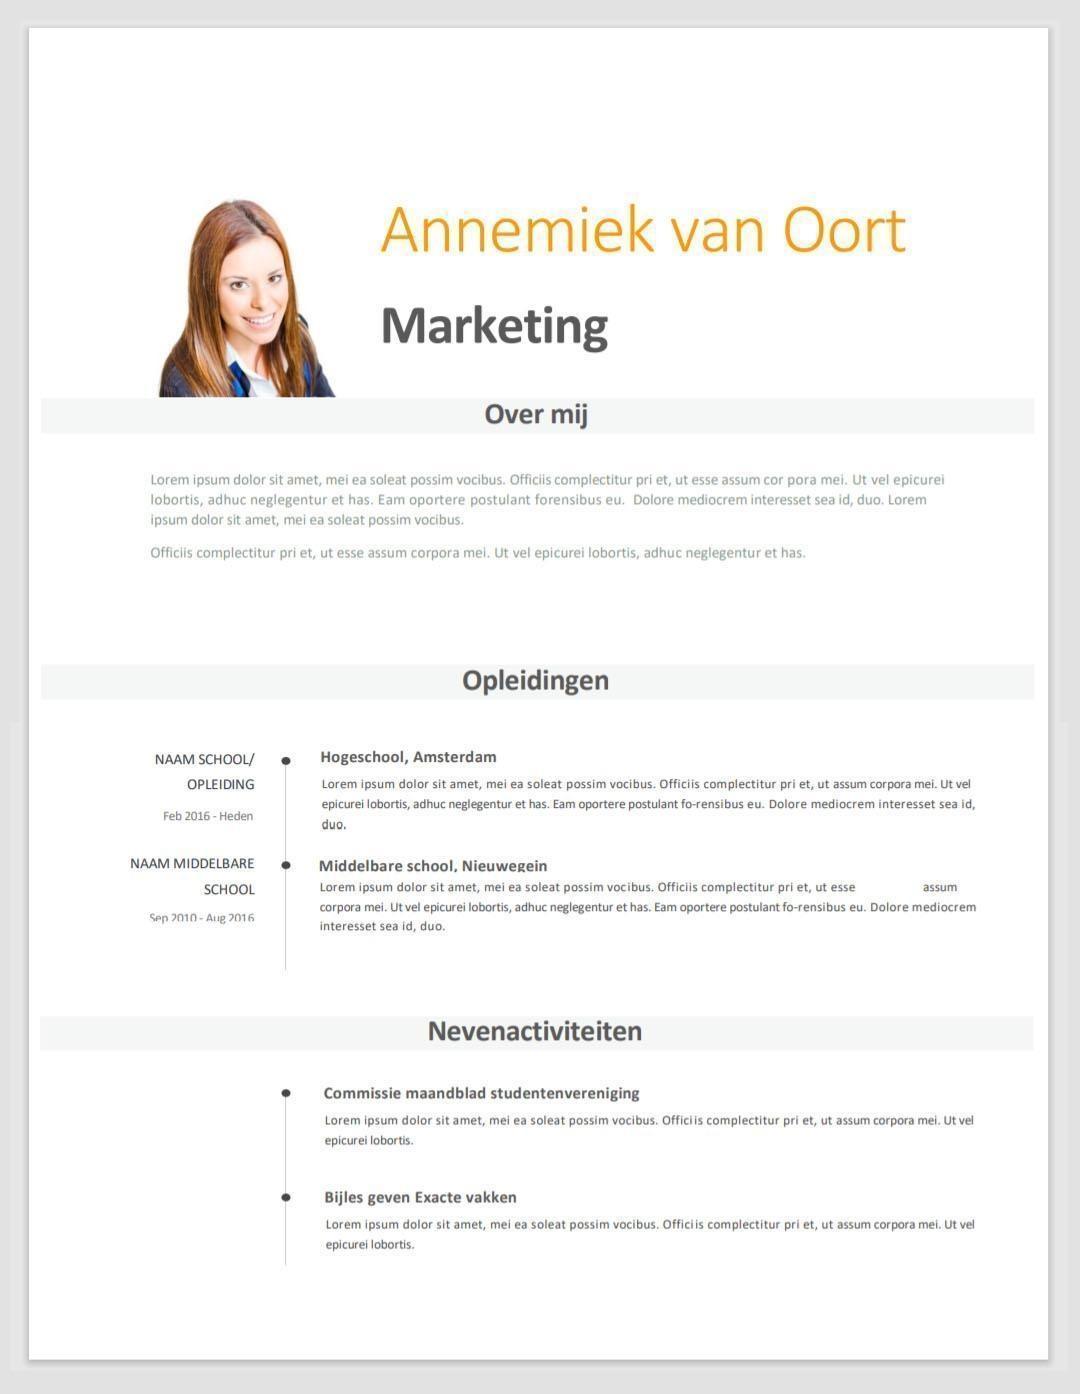 Annemiek van Oort
Marketing
Over mij
Lorem ipsum dolor sit amet, mei ea soleat possim vocibus. Officiis complectitur pri et, ut esse assum cor pora mei. Ut vel epicurei
lobortis, adhuc neglegentur et has. Eam oportere postulant forensibus eu. Dolore mediocrem interesset sea id, duo. Lorem
ipsum dolor sit amet, mei ea soleat possim vocibus.
Officiis complectitur pri et, ut esse assum corpora mei. Ut vel epicurei lobortis, adhuc neglegentur et has.
Opleidingen
NAAM SCHOOL/
OPLEIDING
Feb 2016 - Heden
Hogeschool, Amsterdam
Lorem ipsum dolor sit amet, mei ea soleat possim vocibus. Officiis complectitur pri et, ut assum corpora mei. Ut vel
epicurei lobortis, adhuc neglegentur et has. Eam oportere postulant fo-rensibus eu. Dolore mediocrem interesset sea id,
duo.
NAAM MIDDELBARE
SCHOOL
Sep 2010 - Aug 2016
Middelbare school, Nieuwegein
Lorem ipsum dolor sit amet, mei ea soleat possim vocibus. Officiis complectitur pri et, ut esse assum
corpora mei. Ut vel epicurei lobortis, adhuc neglegentur et has. Eam oportere postulant fo-rensibus eu. Dolore mediocrem
interesset sea id, duo.
Nevenactiviteiten
Commissie maandblad studentenvereniging
Lorem ipsum dolor sit amet, mei ea soleat possim vocibus. Officiis complectitur pri et, ut assum corpora mei. Ut vel
epicurei lobortis.
Bijles geven Exacte vakken
Lorem ipsum dolor sit amet, mei ea soleat possim vocibus. Officiis complectitur pri et, ut assum corpora mei. Ut vel
epicurei lobortis.